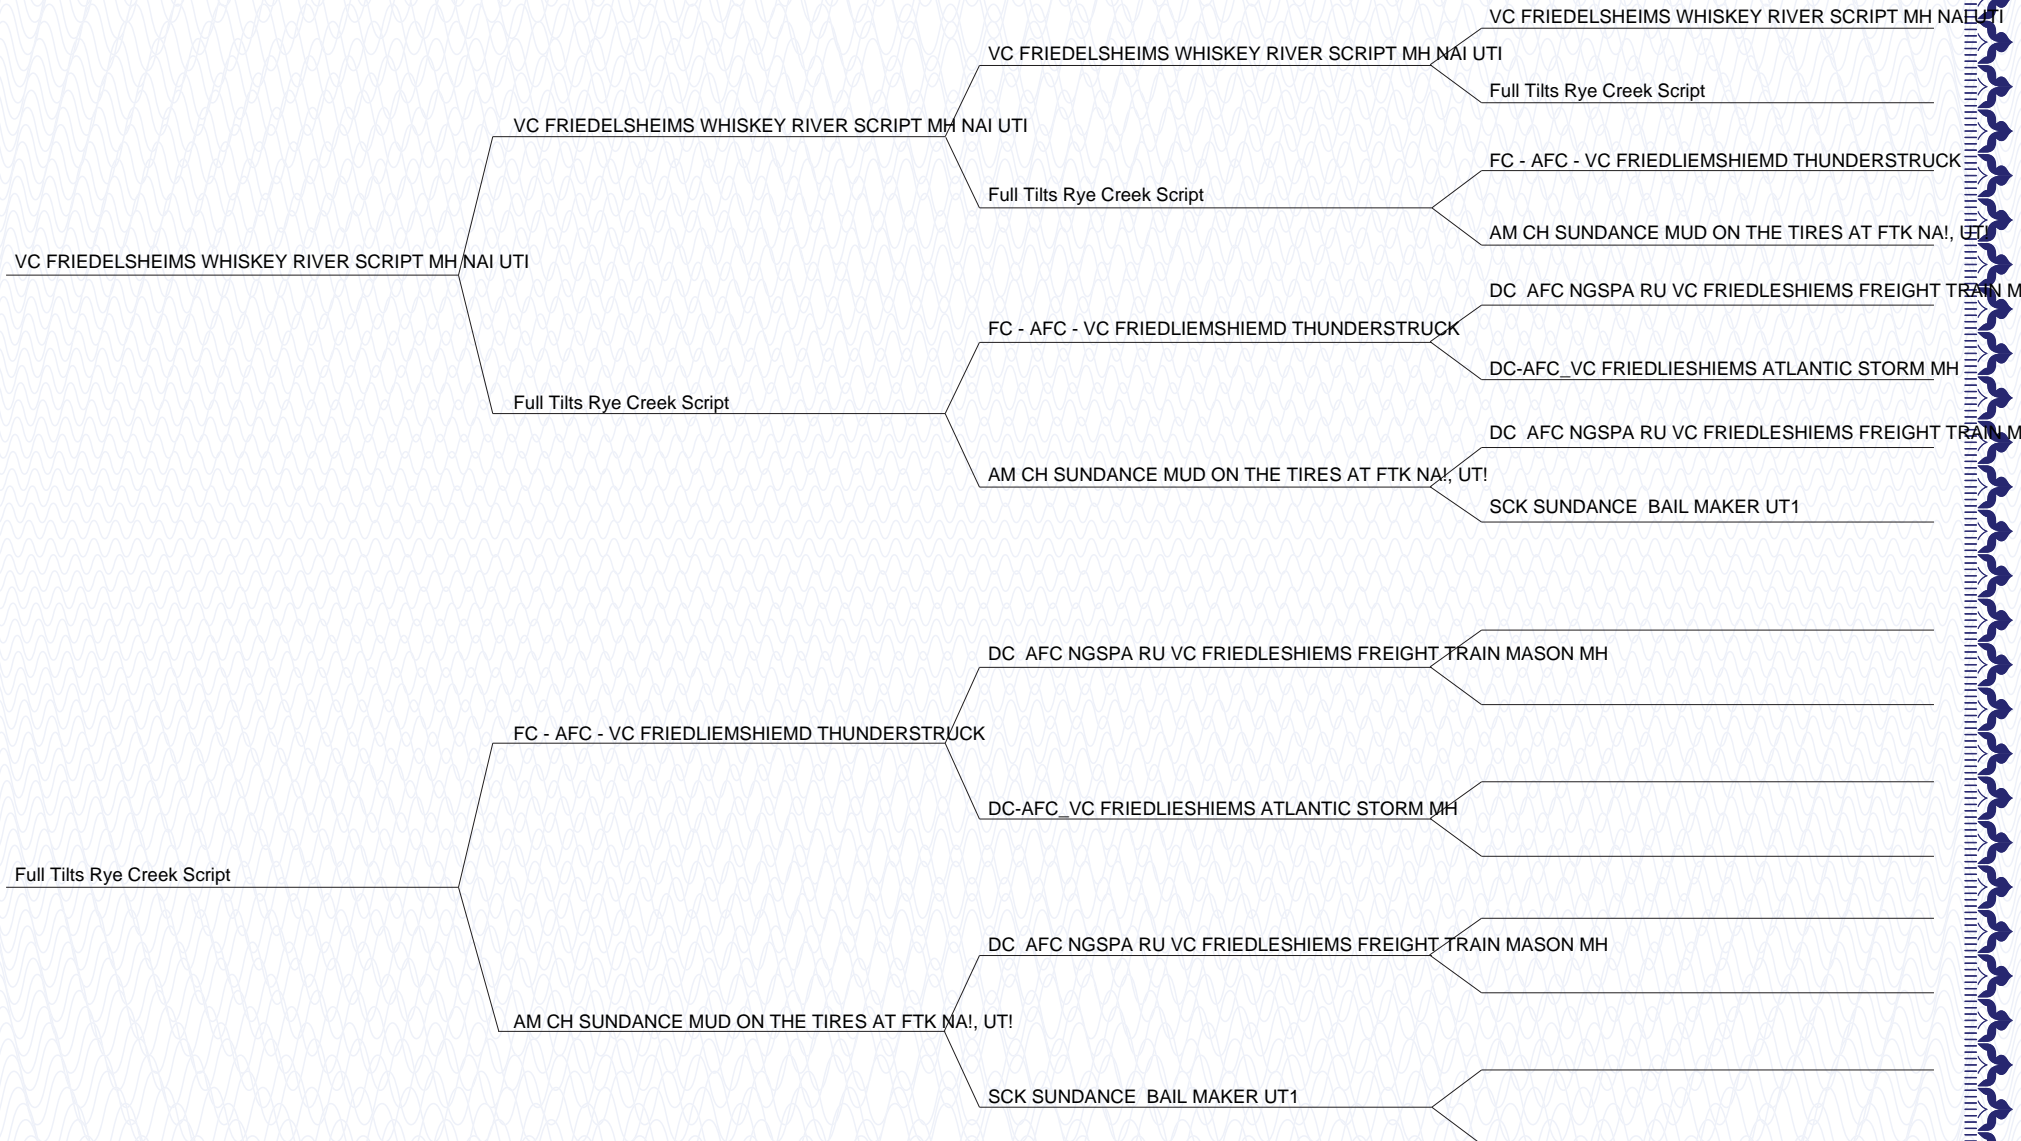 VC FRIEDELSHEIMS WHISKEY RIVER SCRIPT MH NAI UTI
VC FRIEDELSHEIMS WHISKEY RIVER SCRIPT MH NAI UTI
Full Tilts Rye Creek Script
VC FRIEDELSHEIMS WHISKEY RIVER SCRIPT MH NAI UTI
FC - AFC - VC FRIEDLIEMSHIEMD THUNDERSTRUCK
Full Tilts Rye Creek Script
AM CH SUNDANCE MUD ON THE TIRES AT FTK NA!, UT!
VC FRIEDELSHEIMS WHISKEY RIVER SCRIPT MH NAI UTI
DC  AFC NGSPA RU VC FRIEDLESHIEMS FREIGHT TRAIN M
FC - AFC - VC FRIEDLIEMSHIEMD THUNDERSTRUCK
DC-AFC_VC FRIEDLIESHIEMS ATLANTIC STORM MH
Full Tilts Rye Creek Script
DC  AFC NGSPA RU VC FRIEDLESHIEMS FREIGHT TRAIN M
AM CH SUNDANCE MUD ON THE TIRES AT FTK NA!, UT!
SCK SUNDANCE  BAIL MAKER UT1
DC  AFC NGSPA RU VC FRIEDLESHIEMS FREIGHT TRAIN MASON MH
FC - AFC - VC FRIEDLIEMSHIEMD THUNDERSTRUCK
DC-AFC_VC FRIEDLIESHIEMS ATLANTIC STORM MH
Full Tilts Rye Creek Script
DC  AFC NGSPA RU VC FRIEDLESHIEMS FREIGHT TRAIN MASON MH
AM CH SUNDANCE MUD ON THE TIRES AT FTK NA!, UT!
SCK SUNDANCE  BAIL MAKER UT1